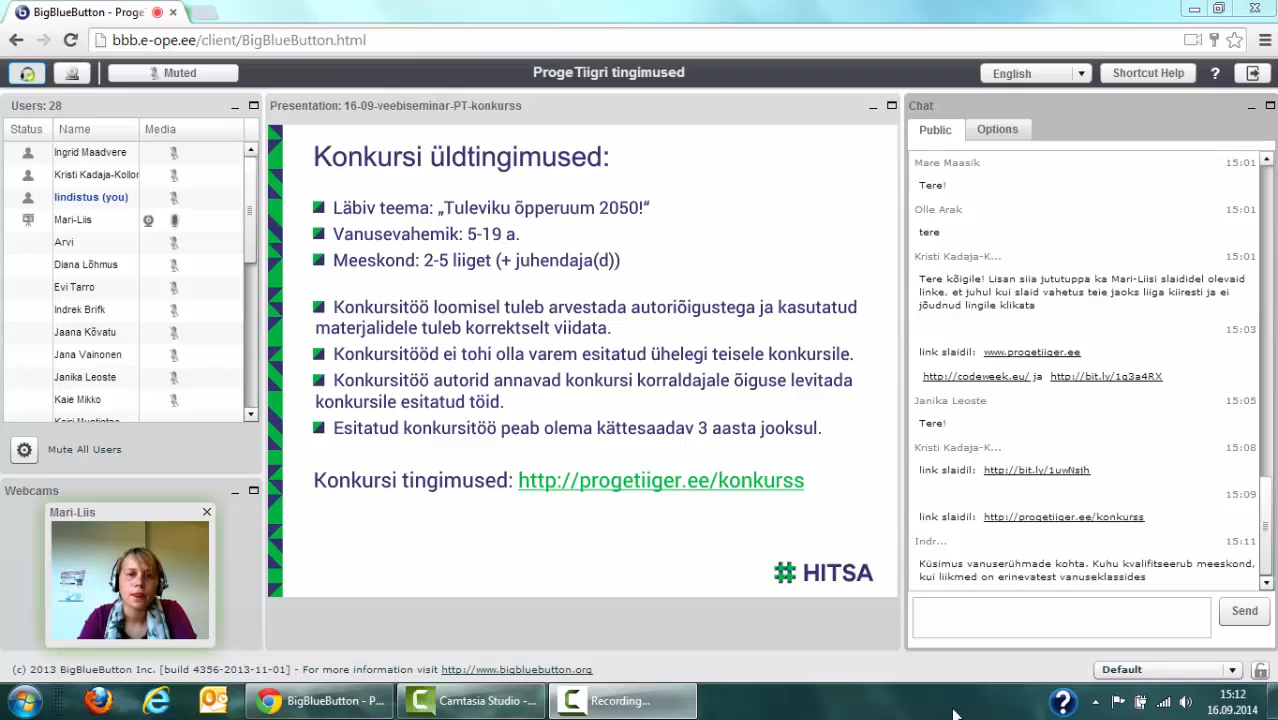 BigBlueButton - Proge
bbb.e-ope.ee/client/BigBlueButton.html
Muted
ProgeTiigri tingimused
English
Shortcut Help
?
Users: 28
Status Name Media
Ingrid Maadvere
Kristi Kadaja-Kollor
lindistus (you)
Mari-Liis
Arvi
Diana Lõhmus
Evi Tarro
Indrek Brifk
Jaana Kõvatu
Jana Vainonen
Janika Leoste
Kaie Mikko
Mute All Users
Webcams
Mari-Liis
Presentation: 16-09-veebiseminar-PT-konkurss
Konkursi üldtingimused:
Läbiv teema: „Tuleviku õpperuum 2050!“
Vanusevahemik: 5-19 a.
Meeskond: 2-5 liiget (+ juhendaja(d))
Konkursitöö loomisel tuleb arvestada autoriõigustega ja kasutatud
materjalidele tuleb korrektselt viidata.
Konkursitööd ei tohi olla varem esitatud ühelegi teisele konkursile.
Konkursitöö autorid annavad konkursi korraldajale õiguse levitada
konkursile esitatud töid.
Esitatud konkursitöö peab olema kättesaadav 3 aasta jooksul.
Konkursi tingimused: http://progetiiger.ee/konkurss
HITSA
Chat
Public Options
Mare Maasik 15:01
Tere!
Olle Arak 15:01
tere
Kristi Kadaja-K... 15:01
Tere kõigile! Lisan siia jututuppa ka Mari-Liisi slaididel olevaid
linke, et juhul kui slaid vahetus teie jaoks liiga kiiresti ja ei
jõudnud lingile klikata
15:03
link slaidil: www.progetiiger.ee
http://codeweek.eu/ ja http://bit.ly/1q3a4RX
Janika Leoste 15:05
Tere!
Kristi Kadaja-K... 15:08
link slaidil: http://bit.ly/1uwNsjh
15:09
link slaidil: http://progetiiger.ee/konkurss
Indr... 15:11
Küsimus vanuserühmade kohta. Kuhu kvalifitseerub meeskond,
kui liikmed on erinevatest vanuseklassides
Send
(c) 2013 BigBlueButton Inc. [build 4356-2013-11-01] - For more information visit http://www.bigbluebutton.org
Default
BigBlueButton - P...
Camtasia Studio - ...
Recording...
15:12
16.09.2014